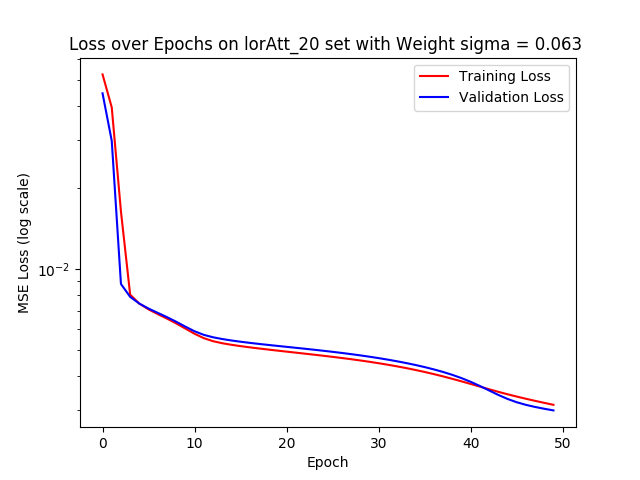 Loss over Epochs on lorAtt_20 set with Weight sigma = 0.063
Training Loss
Validation Loss
MSE Loss (log scale)
10⁻²
0 10 20 30 40 50
Epoch